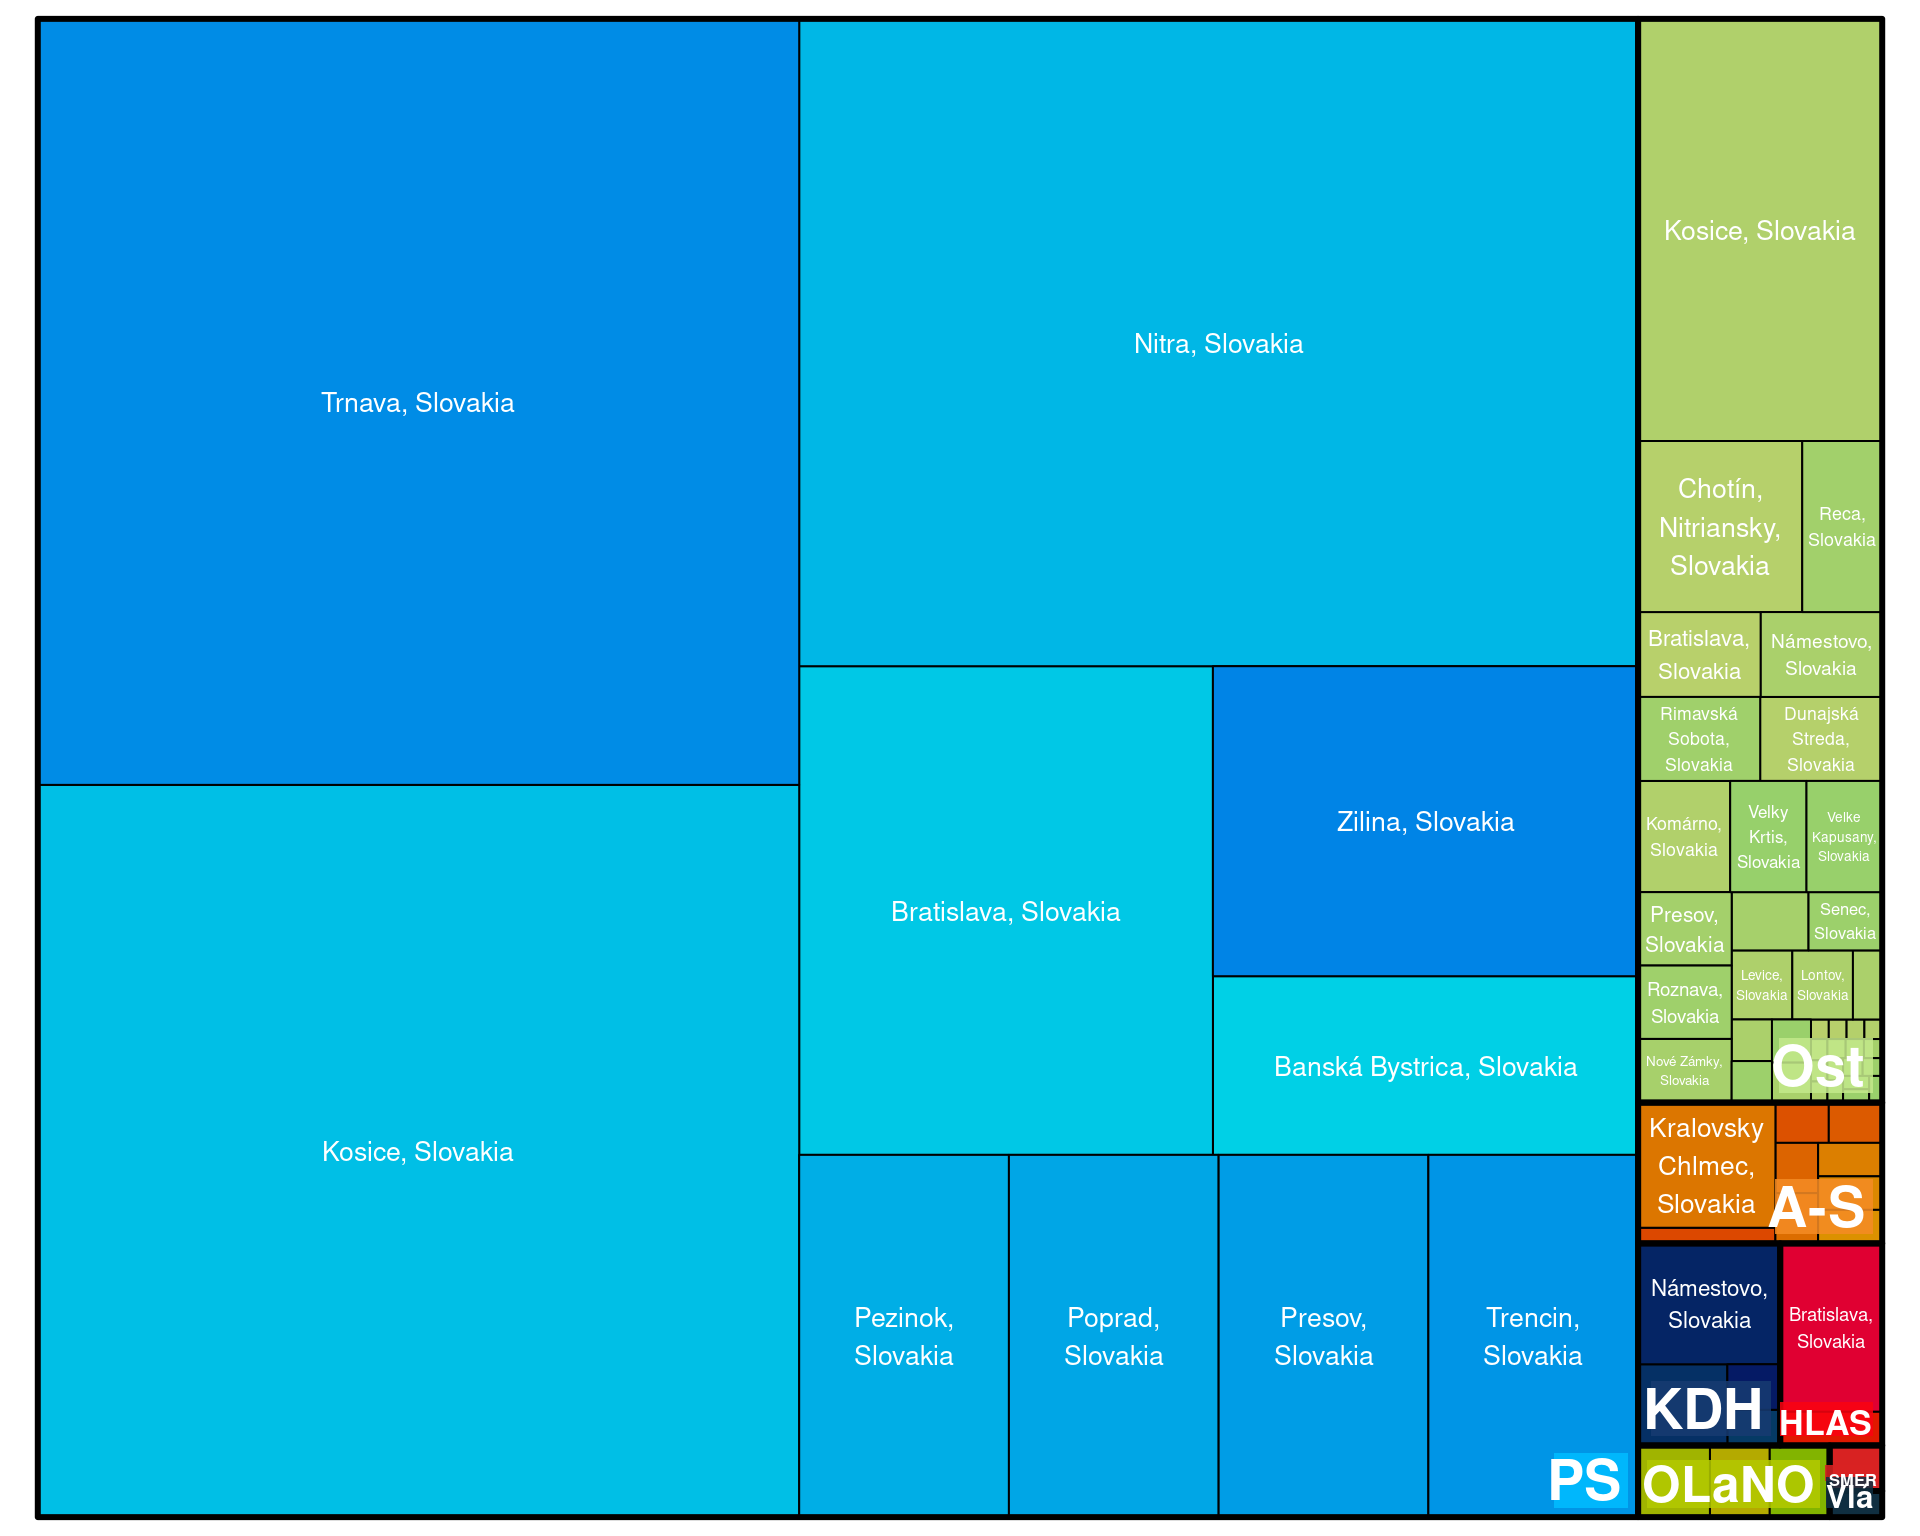 Trnava, Slovakia
Kosice, Slovakia
Nitra, Slovakia
Bratislava, Slovakia
Zilina, Slovakia
Banská Bystrica, Slovakia
Pezinok,
Slovakia
Poprad,
Slovakia
Presov,
Slovakia
Trencin,
Slovakia
PS
Kosice, Slovakia
Chotín,
Nitriansky,
Slovakia
Reca,
Slovakia
Bratislava,
Slovakia
Námestovo,
Slovakia
Rimavská
Sobota,
Slovakia
Dunajská
Streda,
Slovakia
Komárno,
Slovakia
Velky
Krtis,
Slovakia
Velke
Kapusany,
Slovakia
Presov,
Slovakia
Senec,
Slovakia
Roznava,
Slovakia
Levice,
Slovakia
Lontov,
Slovakia
Nové Zámky,
Slovakia
Ost
Kralovsky
Chlmec,
Slovakia
A-S
Námestovo,
Slovakia
KDH
Bratislava,
Slovakia
HLAS
OLaNO
SMER
Vlá